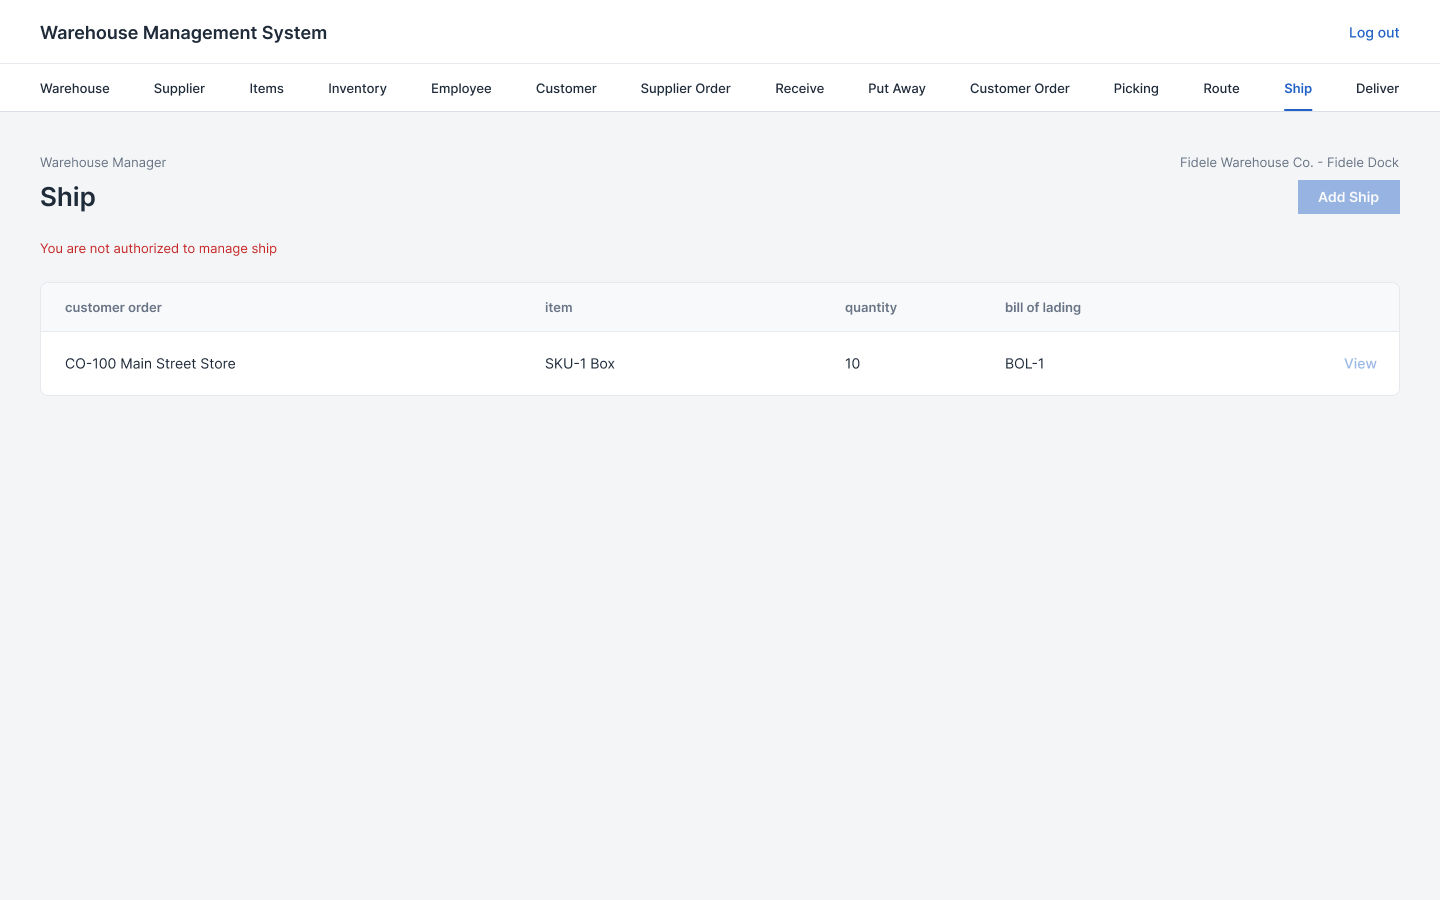 Warehouse Management System
Log out
Warehouse Supplier Items Inventory Employee Customer Supplier Order Receive Put Away Customer Order Picking Route Ship Deliver
Warehouse Manager
Fidele Warehouse Co. - Fidele Dock
Ship
Add Ship
You are not authorized to manage ship
customer order item quantity bill of lading
CO-100 Main Street Store SKU-1 Box 10 BOL-1 View